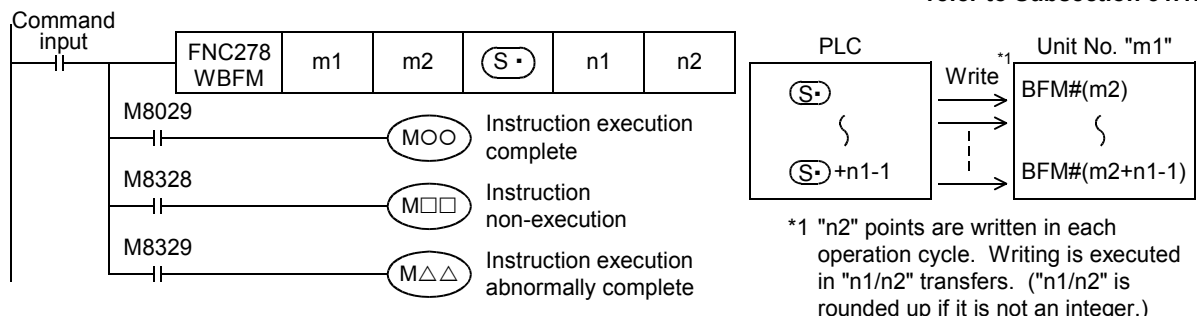 Command
input
FNC278
WBFM
m1
m2
S·
n1
n2
M8029
M○○
Instruction execution
complete
M8328
M□□
Instruction
non-execution
M8329
M△△
Instruction execution
abnormally complete
PLC
Write
*1
Unit No. "m1"
S·
BFM#(m2)
S·+n1-1
BFM#(m2+n1-1)
*1 "n2" points are written in each
operation cycle. Writing is executed
in "n1/n2" transfers. ("n1/n2" is
rounded up if it is not an integer.)